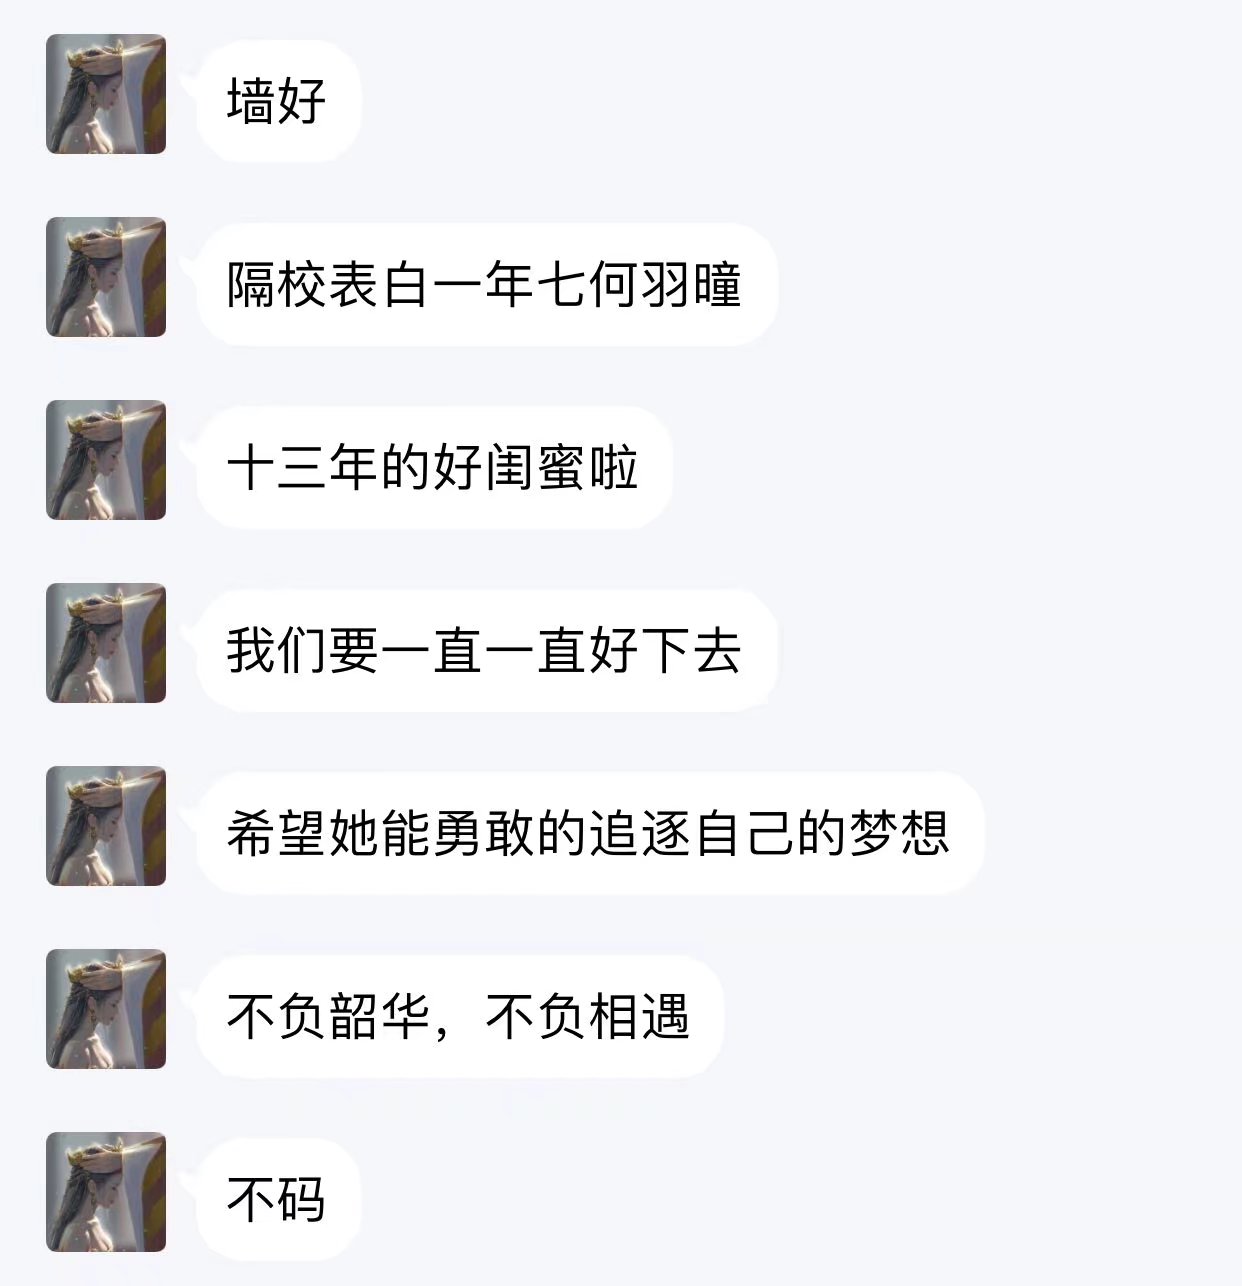 墙好
隔校表白一年七何羽曈
十三年的好闺蜜啦
我们要一直一直好下去
希望她能勇敢的追逐自己的梦想
不负韶华，不负相遇
不码